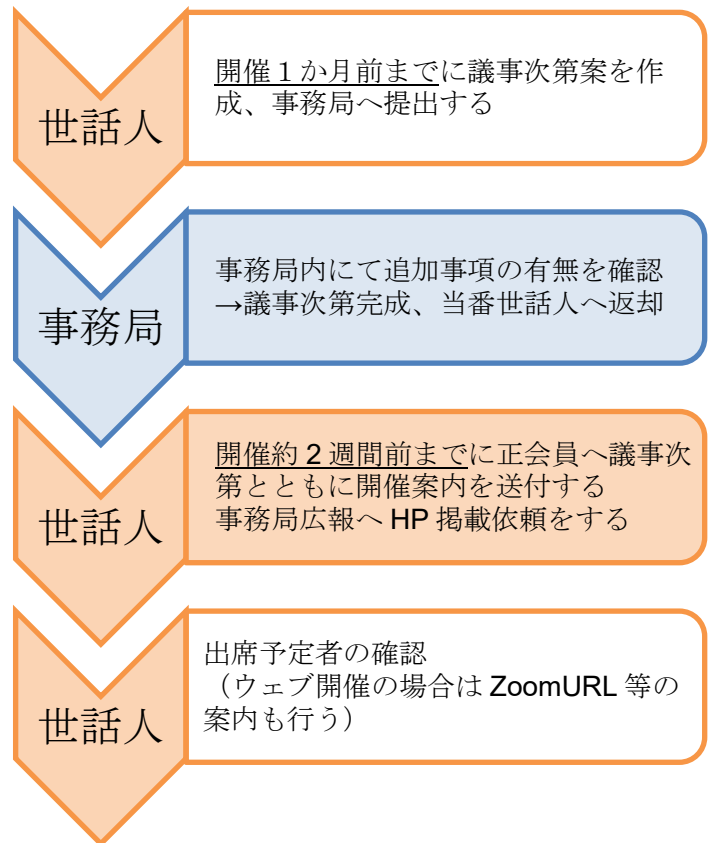 世話人
開催１か月前までに議事次第案を作
成、事務局へ提出する
事務局
事務局内にて追加事項の有無を確認
→議事次第完成、当番世話人へ返却
世話人
開催約 2 週間前までに正会員へ議事次
第とともに開催案内を送付する
事務局広報へ HP 掲載依頼をする
世話人
出席予定者の確認
（ウェブ開催の場合は ZoomURL 等の
案内も行う）